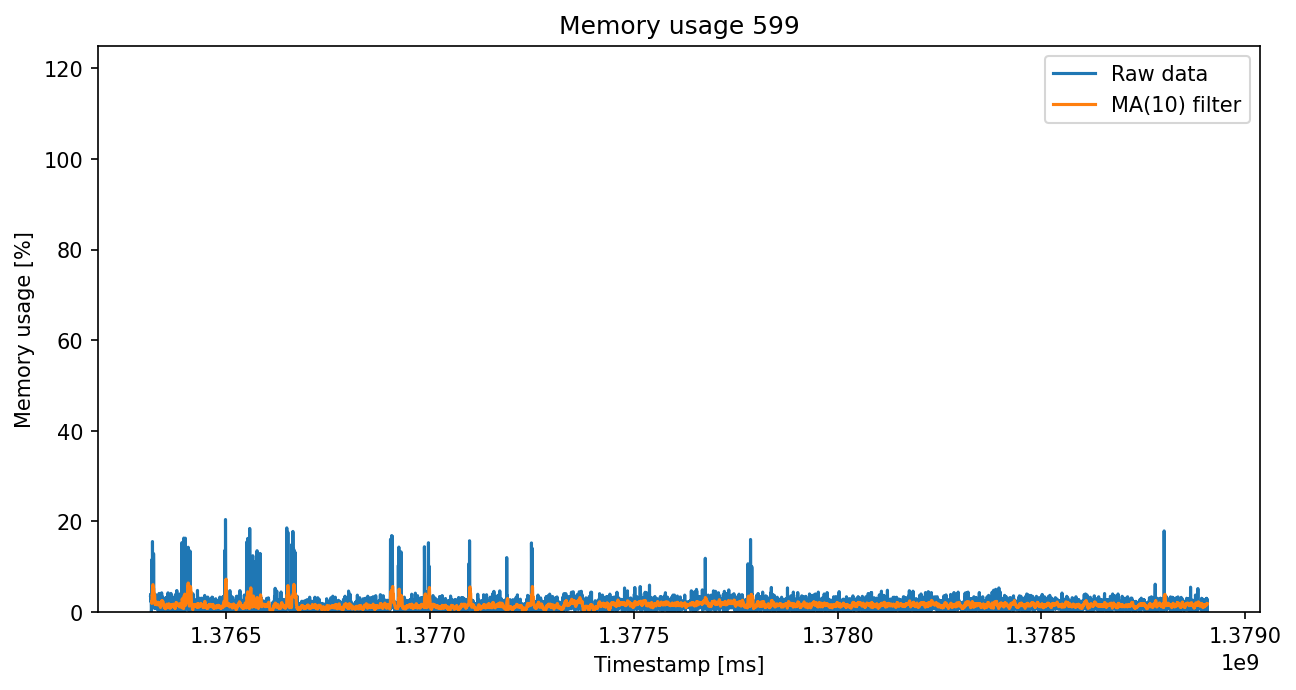 Memory usage 599
Raw data
MA(10) filter
Memory usage [%]
120
100
80
60
40
20
0
1.3765 1.3770 1.3775 1.3780 1.3785 1.3790
1e9
Timestamp [ms]